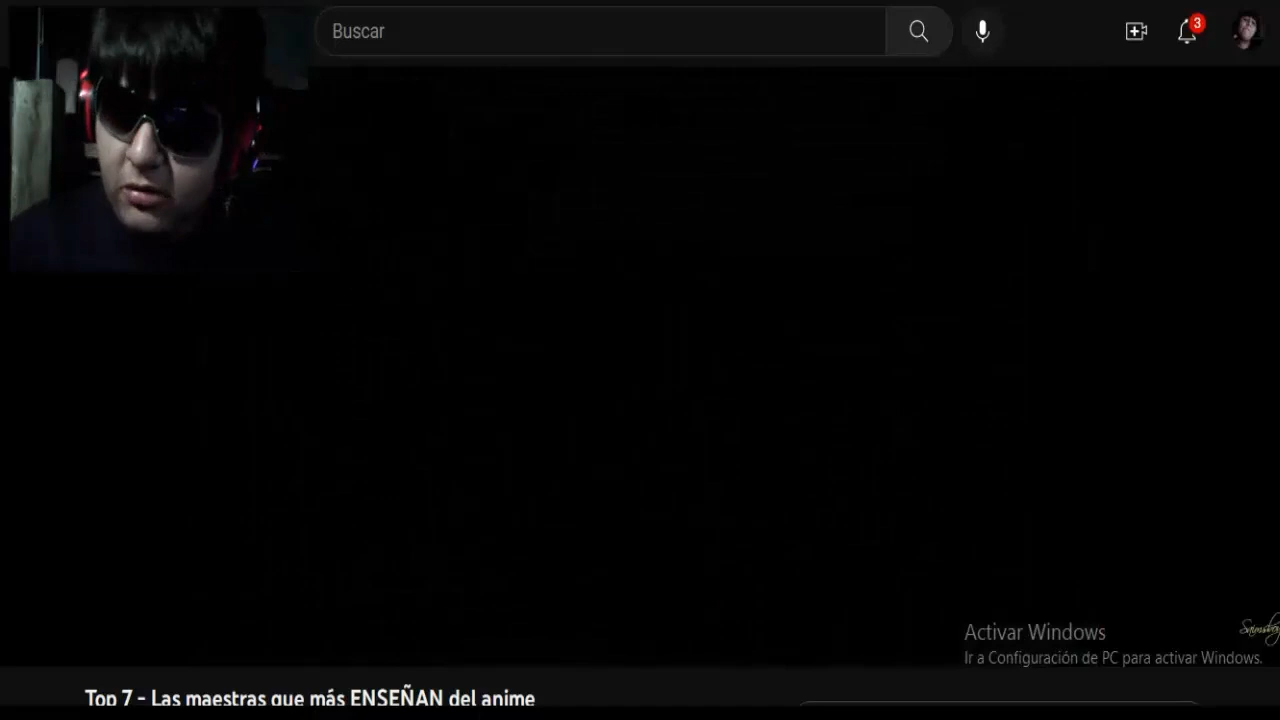 Buscar
3
Activar Windows
Ir a Configuración de PC para activar Windows.
Top 7 - Las maestras que más ENSEÑAN del anime